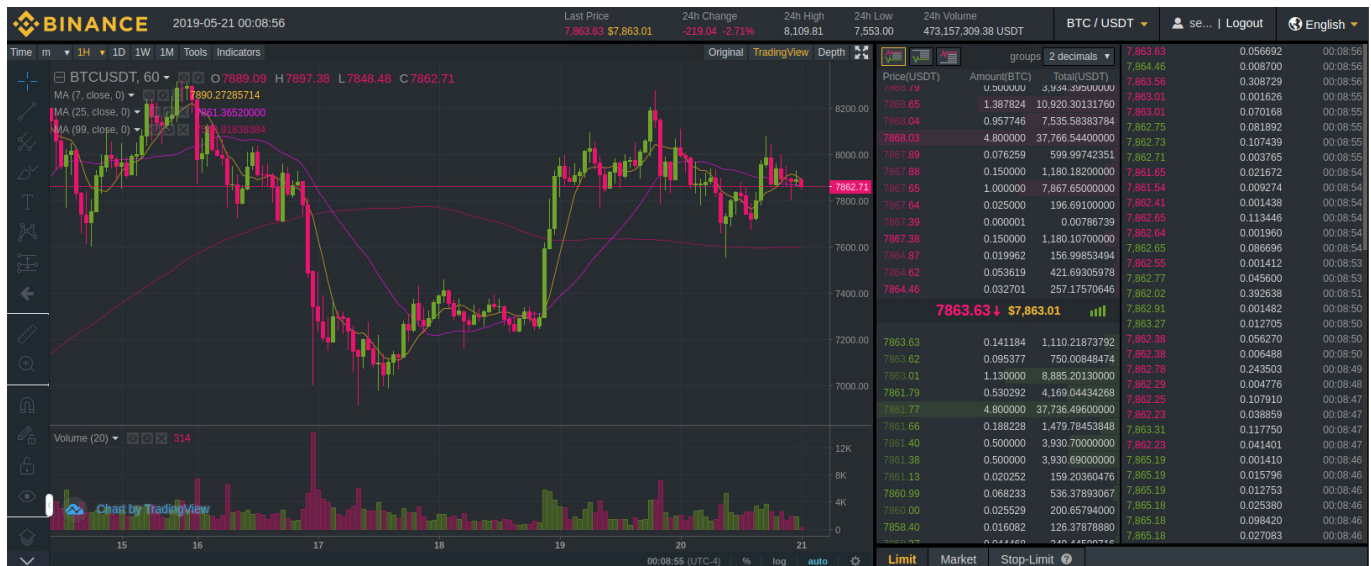 BINANCE 2019-05-21 00:08:56
Last Price 24h Change 24h High 24h Low 24h Volume
7,863.63 $7,863.01 -219.04 -2.71% 8,109.81 7,553.00 473,157,309.38 USDT
BTC / USDT se... | Logout English
Time m 1H 1D 1W 1M Tools Indicators Original TradingView Depth
BTCUSDT, 60 O 7889.09 H 7897.38 L 7848.48 C 7862.71
MA (7, close, 0) 7890.27285714
MA (25, close, 0) 7861.36520000
MA (99, close, 0)
8200.00
8000.00
7862.71
7800.00
7600.00
7400.00
7200.00
7000.00
Volume (20) 314
12K
8K
4K
0
Chart by TradingView
15 16 17 18 19 20 21
00:08:55 (UTC-4) % log auto
groups 2 decimals
Price(USDT) Amount(BTC) Total(USDT)
7868.79 0.500000 3,934.39500000
7868.65 1.387824 10,920.30131760
7868.04 0.957746 7,535.58383784
7868.03 4.800000 37,766.54400000
7867.89 0.076259 599.99742351
7867.88 0.150000 1,180.18200000
7867.65 1.000000 7,867.65000000
7867.64 0.025000 196.69100000
7867.39 0.000001 0.00786739
7867.38 0.150000 1,180.10700000
7864.87 0.019962 156.99853494
7864.62 0.053619 421.69305978
7864.46 0.032701 257.17570646
7863.63↓ $7,863.01
7863.63 0.141184 1,110.21873792
7863.62 0.095377 750.00848474
7863.01 1.130000 8,885.20130000
7861.79 0.530292 4,169.04434268
7861.77 4.800000 37,736.49600000
7861.66 0.188228 1,479.78453848
7861.40 0.500000 3,930.70000000
7861.38 0.500000 3,930.69000000
7861.13 0.020252 159.20360476
7860.99 0.068233 536.37893067
7860.00 0.025529 200.65794000
7858.40 0.016082 126.37878880
7,863.63 0.056692 00:08:56
7,864.46 0.008700 00:08:56
7,863.56 0.308729 00:08:56
7,863.01 0.001626 00:08:55
7,863.01 0.070168 00:08:55
7,862.75 0.081892 00:08:55
7,862.73 0.107439 00:08:55
7,862.71 0.003765 00:08:55
7,861.65 0.021672 00:08:54
7,861.54 0.009274 00:08:54
7,862.41 0.001438 00:08:54
7,862.65 0.113446 00:08:54
7,862.64 0.001960 00:08:54
7,862.65 0.086696 00:08:54
7,862.55 0.001412 00:08:53
7,862.77 0.045600 00:08:53
7,862.02 0.392638 00:08:51
7,862.91 0.001482 00:08:50
7,863.27 0.012705 00:08:50
7,862.38 0.056270 00:08:50
7,862.38 0.006488 00:08:50
7,862.78 0.243503 00:08:49
7,862.29 0.004776 00:08:48
7,862.25 0.107910 00:08:47
7,862.23 0.038859 00:08:47
7,863.31 0.117750 00:08:47
7,862.23 0.041401 00:08:47
7,865.19 0.001410 00:08:46
7,865.19 0.015796 00:08:46
7,865.19 0.012753 00:08:46
7,865.18 0.025380 00:08:46
7,865.18 0.098420 00:08:46
7,865.18 0.027083 00:08:46
Limit Market Stop-Limit